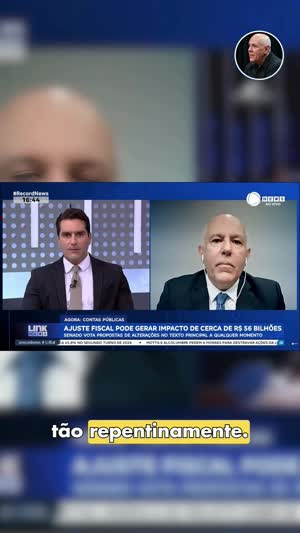 #RecordNews
16:44
NEWS
AO VIVO
AGORA: CONTAS PÚBLICAS
LINK
NEWS
AJUSTE FISCAL PODE GERAR IMPACTO DE CERCA DE R$ 56 BILHÕES
SENADO VOTA PROPOSTAS DE ALTERAÇÕES NO TEXTO PRINCIPAL A QUALQUER MOMENTO
NO SEGUNDO TURNO DE 2026
MOTTA E ALCOLUMBRE PEDEM A MORAES PARA DESTRAVAR AÇÕES DA
tão repentinamente.